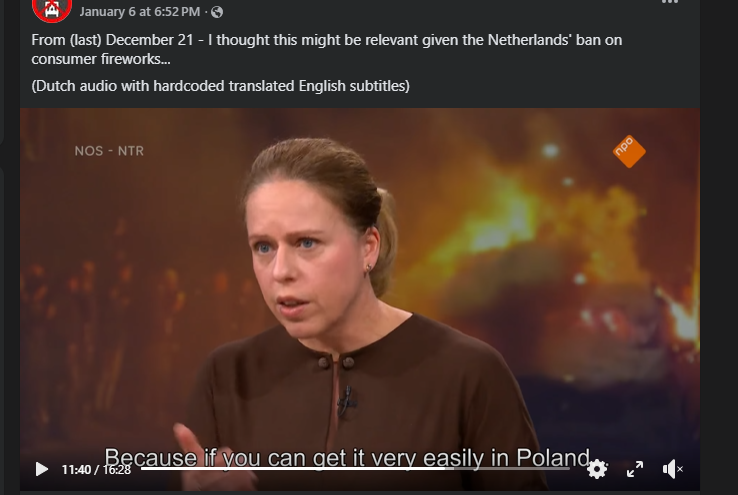 January 6 at 6:52 PM ·
From (last) December 21 - I thought this might be relevant given the Netherlands' ban on
consumer fireworks...
(Dutch audio with hardcoded translated English subtitles)
NOS - NTR
npo
Because if you can get it very easily in Poland,
11:40 / 16:28